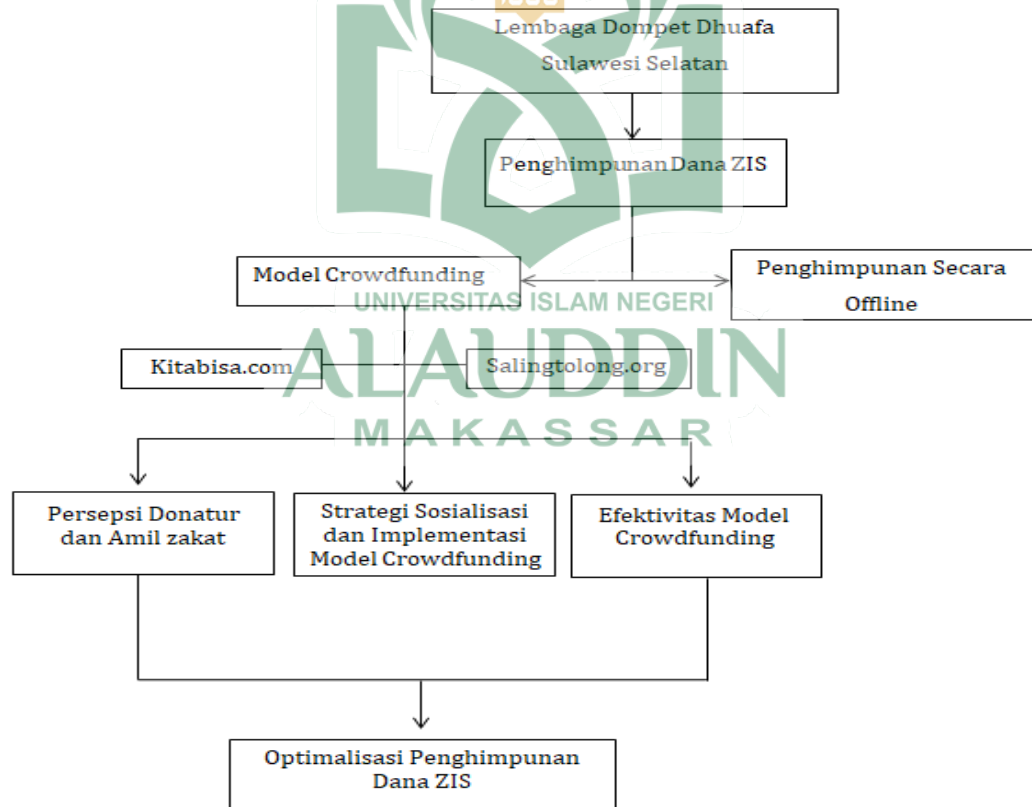 Lembaga Dompet Dhuafa
Sulawesi Selatan
Penghimpunan Dana ZIS
Model Crowdfunding
Penghimpunan Secara
Offline
UNIVERSITAS ISLAM NEGERI
ALAUDDIN
MAKASSAR
Kitabisa.com
Salingtolong.org
Persepsi Donatur
dan Amil zakat
Strategi Sosialisasi
dan Implementasi
Model Crowdfunding
Efektivitas Model
Crowdfunding
Optimalisasi Penghimpunan
Dana ZIS